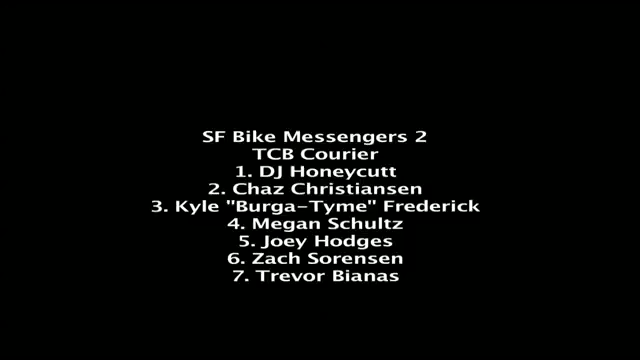 SF Bike Messengers 2
TCB Courier
1. DJ Honeycutt
2. Chaz Christiansen
3. Kyle "Burga-Tyme" Frederick
4. Megan Schultz
5. Joey Hodges
6. Zach Sorensen
7. Trevor Bianas